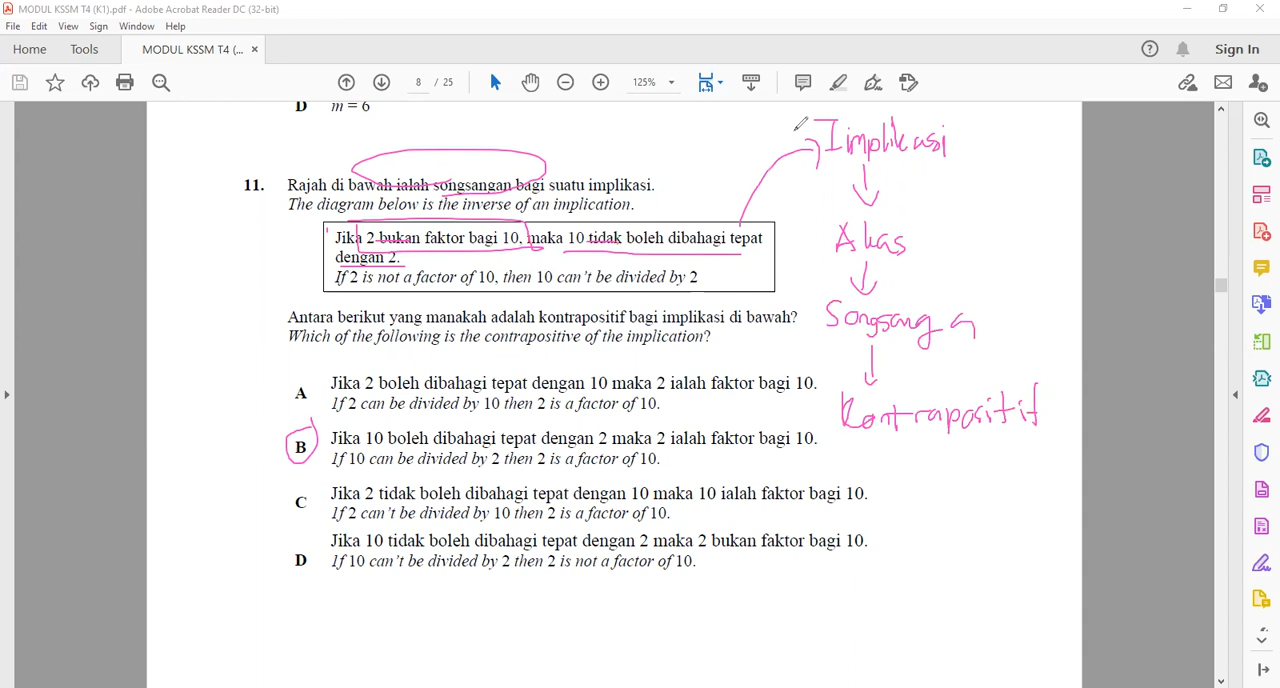 MODUL KSSM T4 (K1).pdf - Adobe Acrobat Reader DC (32-bit)
File Edit View Sign Window Help
Home Tools MODUL KSSM T4 (... × Sign In
8 / 25 125%
D m = 6
11. Rajah di bawah ialah songsangan bagi suatu implikasi.
The diagram below is the inverse of an implication.
Jika 2 bukan faktor bagi 10, maka 10 tidak boleh dibahagi tepat
dengan 2.
If 2 is not a factor of 10, then 10 can't be divided by 2
Antara berikut yang manakah adalah kontrapositif bagi implikasi di bawah?
Which of the following is the contrapositive of the implication?
A Jika 2 boleh dibahagi tepat dengan 10 maka 2 ialah faktor bagi 10.
If 2 can be divided by 10 then 2 is a factor of 10.
B Jika 10 boleh dibahagi tepat dengan 2 maka 2 ialah faktor bagi 10.
If 10 can be divided by 2 then 2 is a factor of 10.
C Jika 2 tidak boleh dibahagi tepat dengan 10 maka 10 ialah faktor bagi 10.
If 2 can't be divided by 10 then 2 is a factor of 10.
Jika 10 tidak boleh dibahagi tepat dengan 2 maka 2 bukan faktor bagi 10.
D If 10 can't be divided by 2 then 2 is not a factor of 10.
Implikasi
Akas
Songsang
Kontrapositif